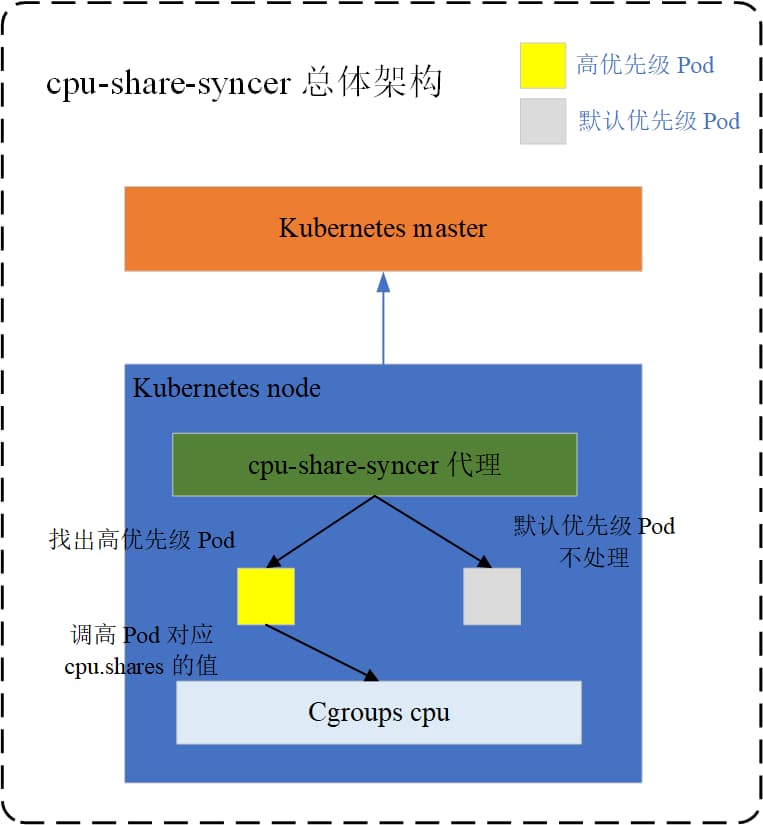 cpu-share-syncer 总体架构
高优先级 Pod
默认优先级 Pod
Kubernetes master
Kubernetes node
cpu-share-syncer 代理
找出高优先级 Pod
默认优先级 Pod
不处理
调高 Pod 对应
cpu.shares 的值
Cgroups cpu